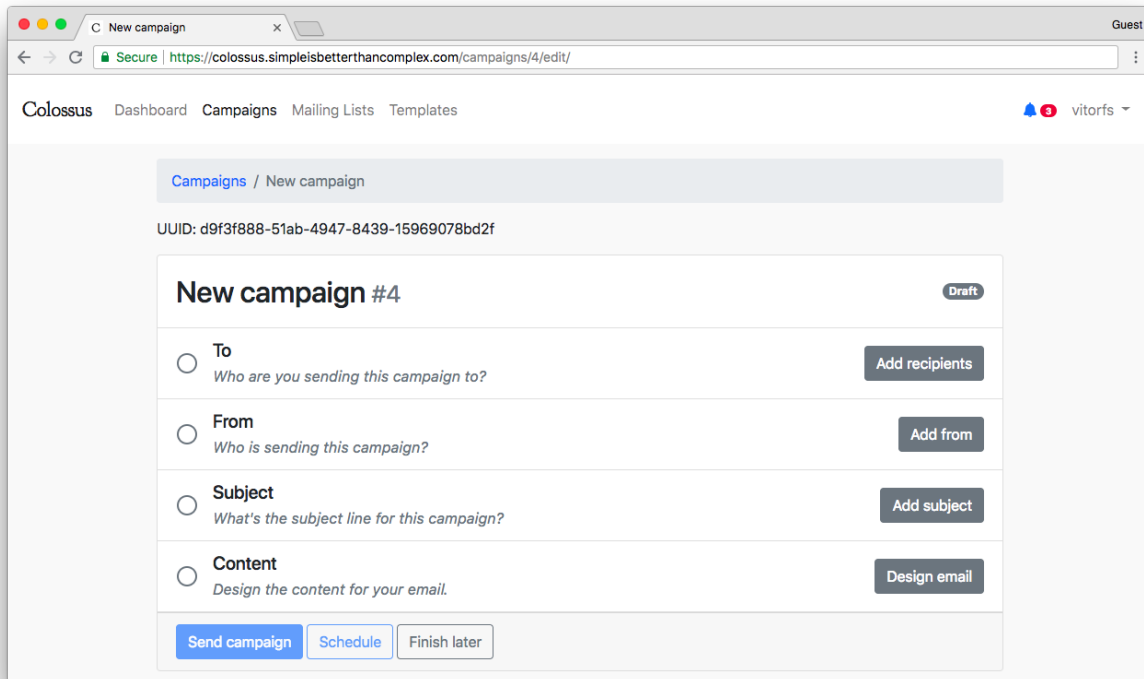 C New campaign ×
Guest
Secure https://colossus.simpleisbetterthancomplex.com/campaigns/4/edit/
Colossus Dashboard Campaigns Mailing Lists Templates 3 vitorfs
Campaigns / New campaign
UUID: d9f3f888-51ab-4947-8439-15969078bd2f
New campaign #4 Draft
To
Who are you sending this campaign to?
Add recipients
From
Who is sending this campaign?
Add from
Subject
What's the subject line for this campaign?
Add subject
Content
Design the content for your email.
Design email
Send campaign Schedule Finish later